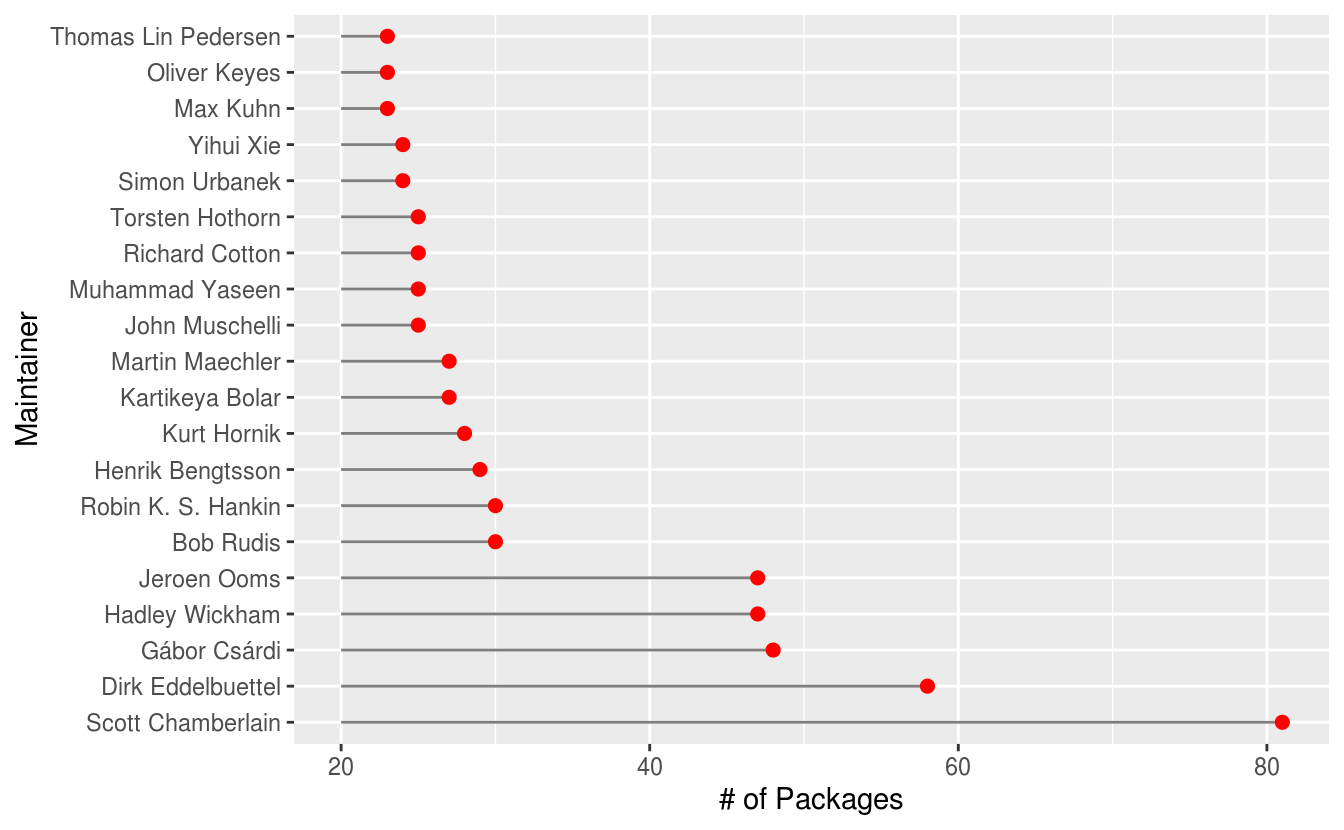 Thomas Lin Pedersen
Oliver Keyes
Max Kuhn
Yihui Xie
Simon Urbanek
Torsten Hothorn
Richard Cotton
Muhammad Yaseen
John Muschelli
Martin Maechler
Kartikeya Bolar
Kurt Hornik
Henrik Bengtsson
Robin K. S. Hankin
Bob Rudis
Jeroen Ooms
Hadley Wickham
Gábor Csárdi
Dirk Eddelbuettel
Scott Chamberlain
Maintainer
20 40 60 80
# of Packages